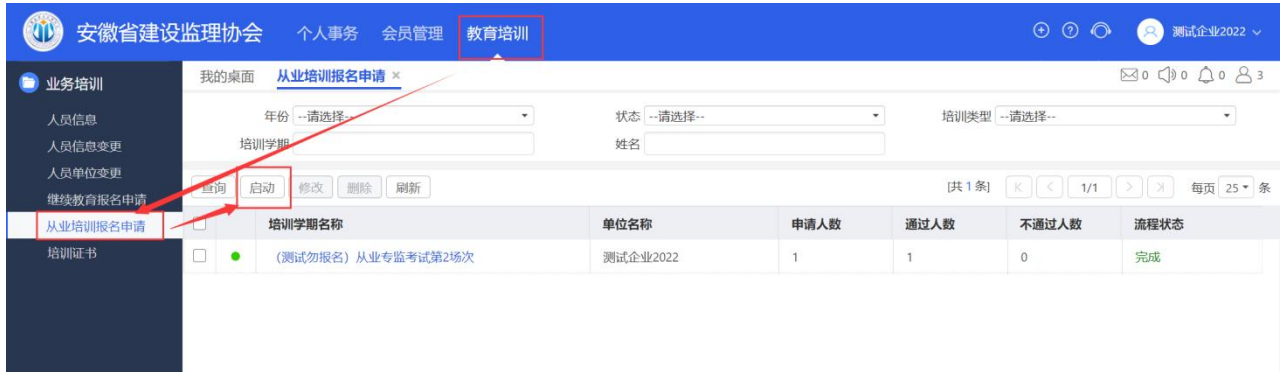 安徽省建设监理协会 个人事务 会员管理 教育培训 测试企业2022
业务培训 我的桌面 从业培训报名申请 × 0 0 0 3
人员信息 年份 --请选择-- 状态 --请选择-- 培训类型 --请选择--
人员信息变更 培训学期 姓名
人员单位变更
继续教育报名申请 查询 启动 修改 删除 刷新 [共 1 条] 1/1 每页 25 条
从业培训报名申请 培训学期名称 单位名称 申请人数 通过人数 不通过人数 流程状态
培训证书 (测试勿报名) 从业专监考试第2场次 测试企业2022 1 1 0 完成